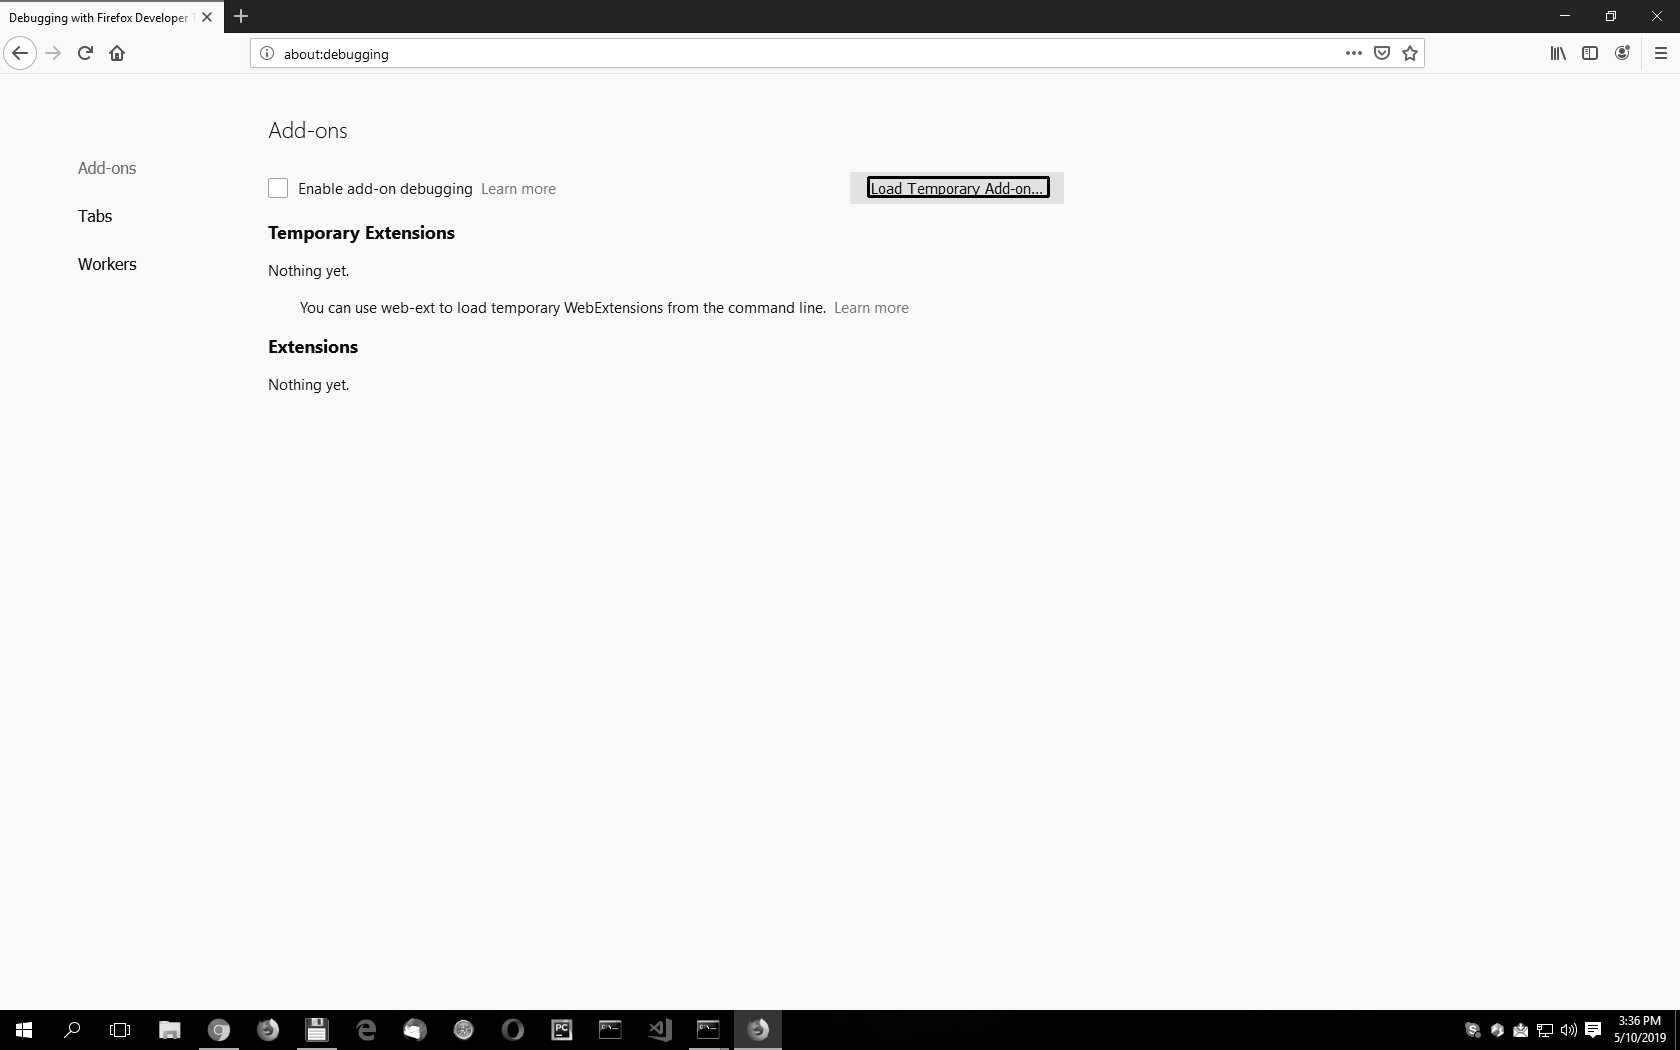 Debugging with Firefox Developer
about:debugging
Add-ons
Add-ons
Tabs
Workers
Enable add-on debugging Learn more
Load Temporary Add-on...
Temporary Extensions
Nothing yet.
You can use web-ext to load temporary WebExtensions from the command line. Learn more
Extensions
Nothing yet.
PC
3:36 PM
5/10/2019